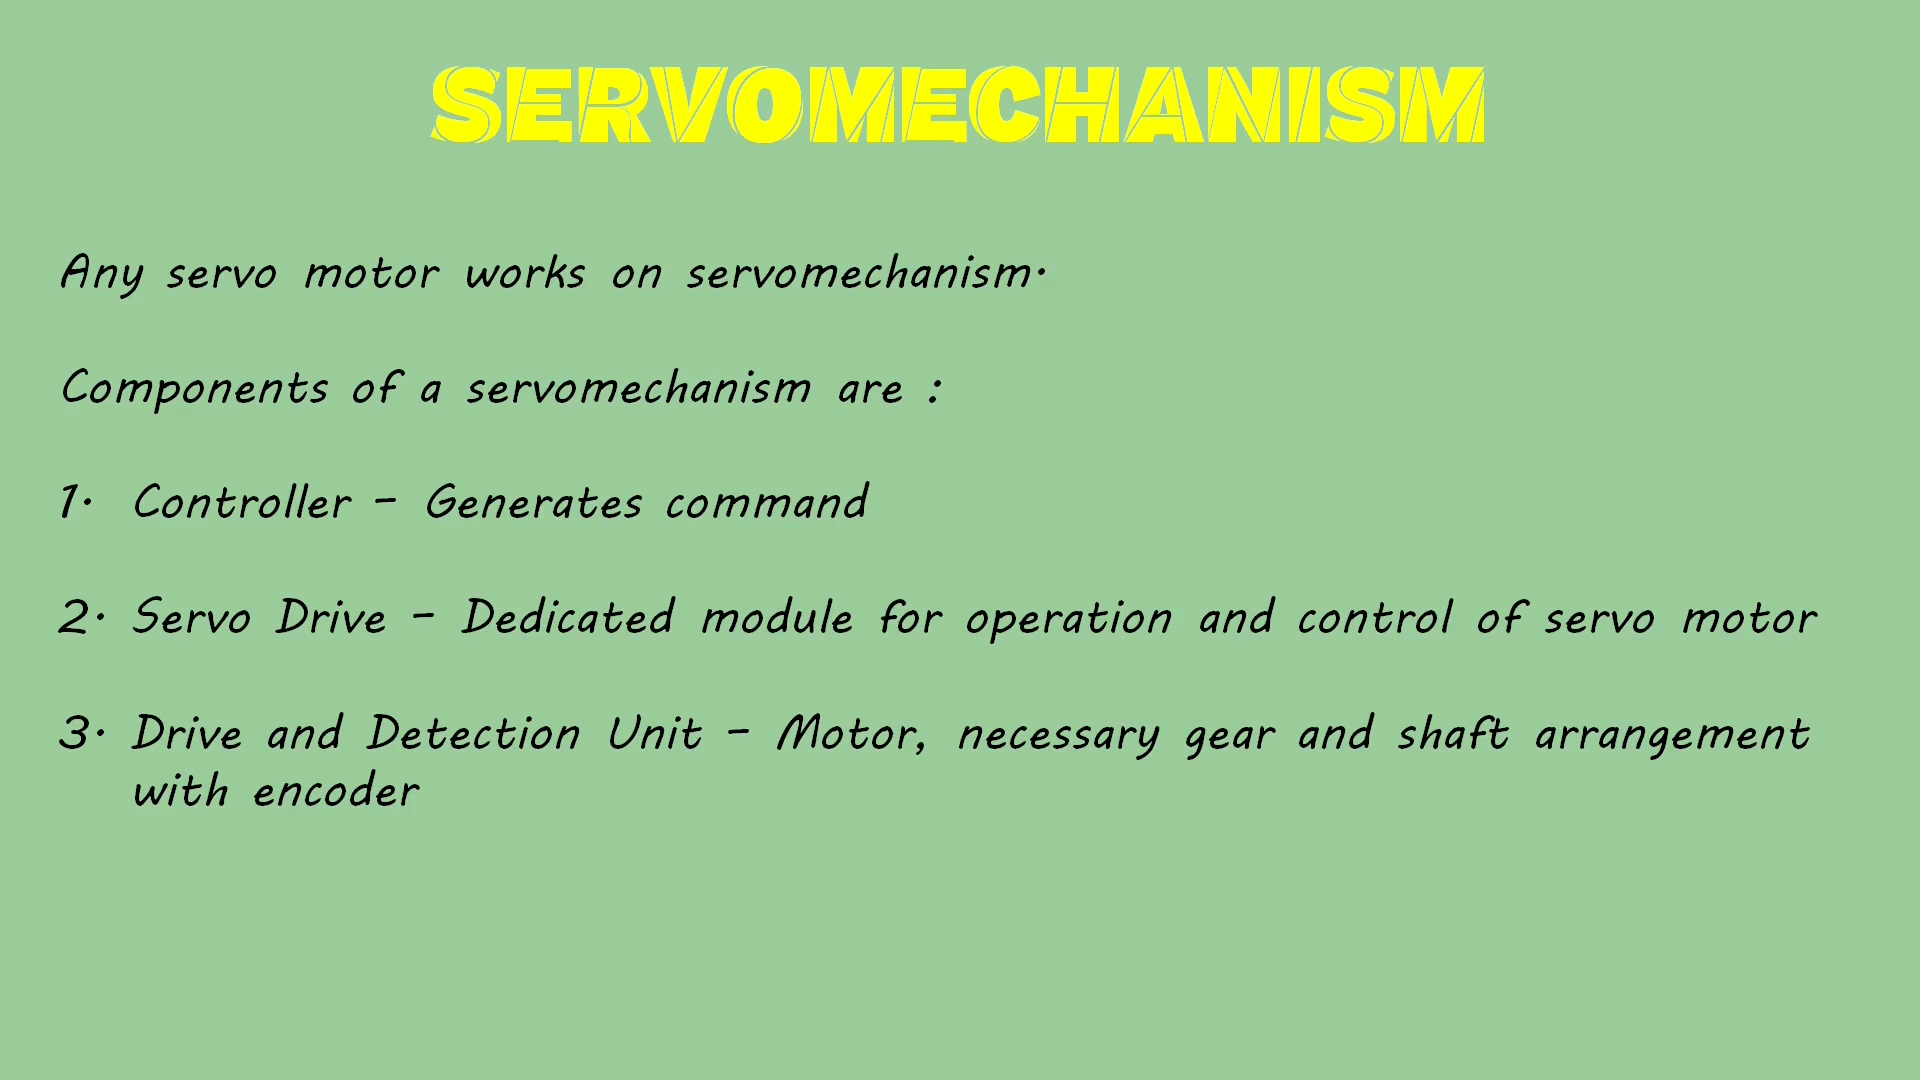 SERVOMECHANISM
Any servo motor works on servomechanism.
Components of a servomechanism are :
1. Controller - Generates command
2. Servo Drive - Dedicated module for operation and control of servo motor
3. Drive and Detection Unit - Motor, necessary gear and shaft arrangement
with encoder